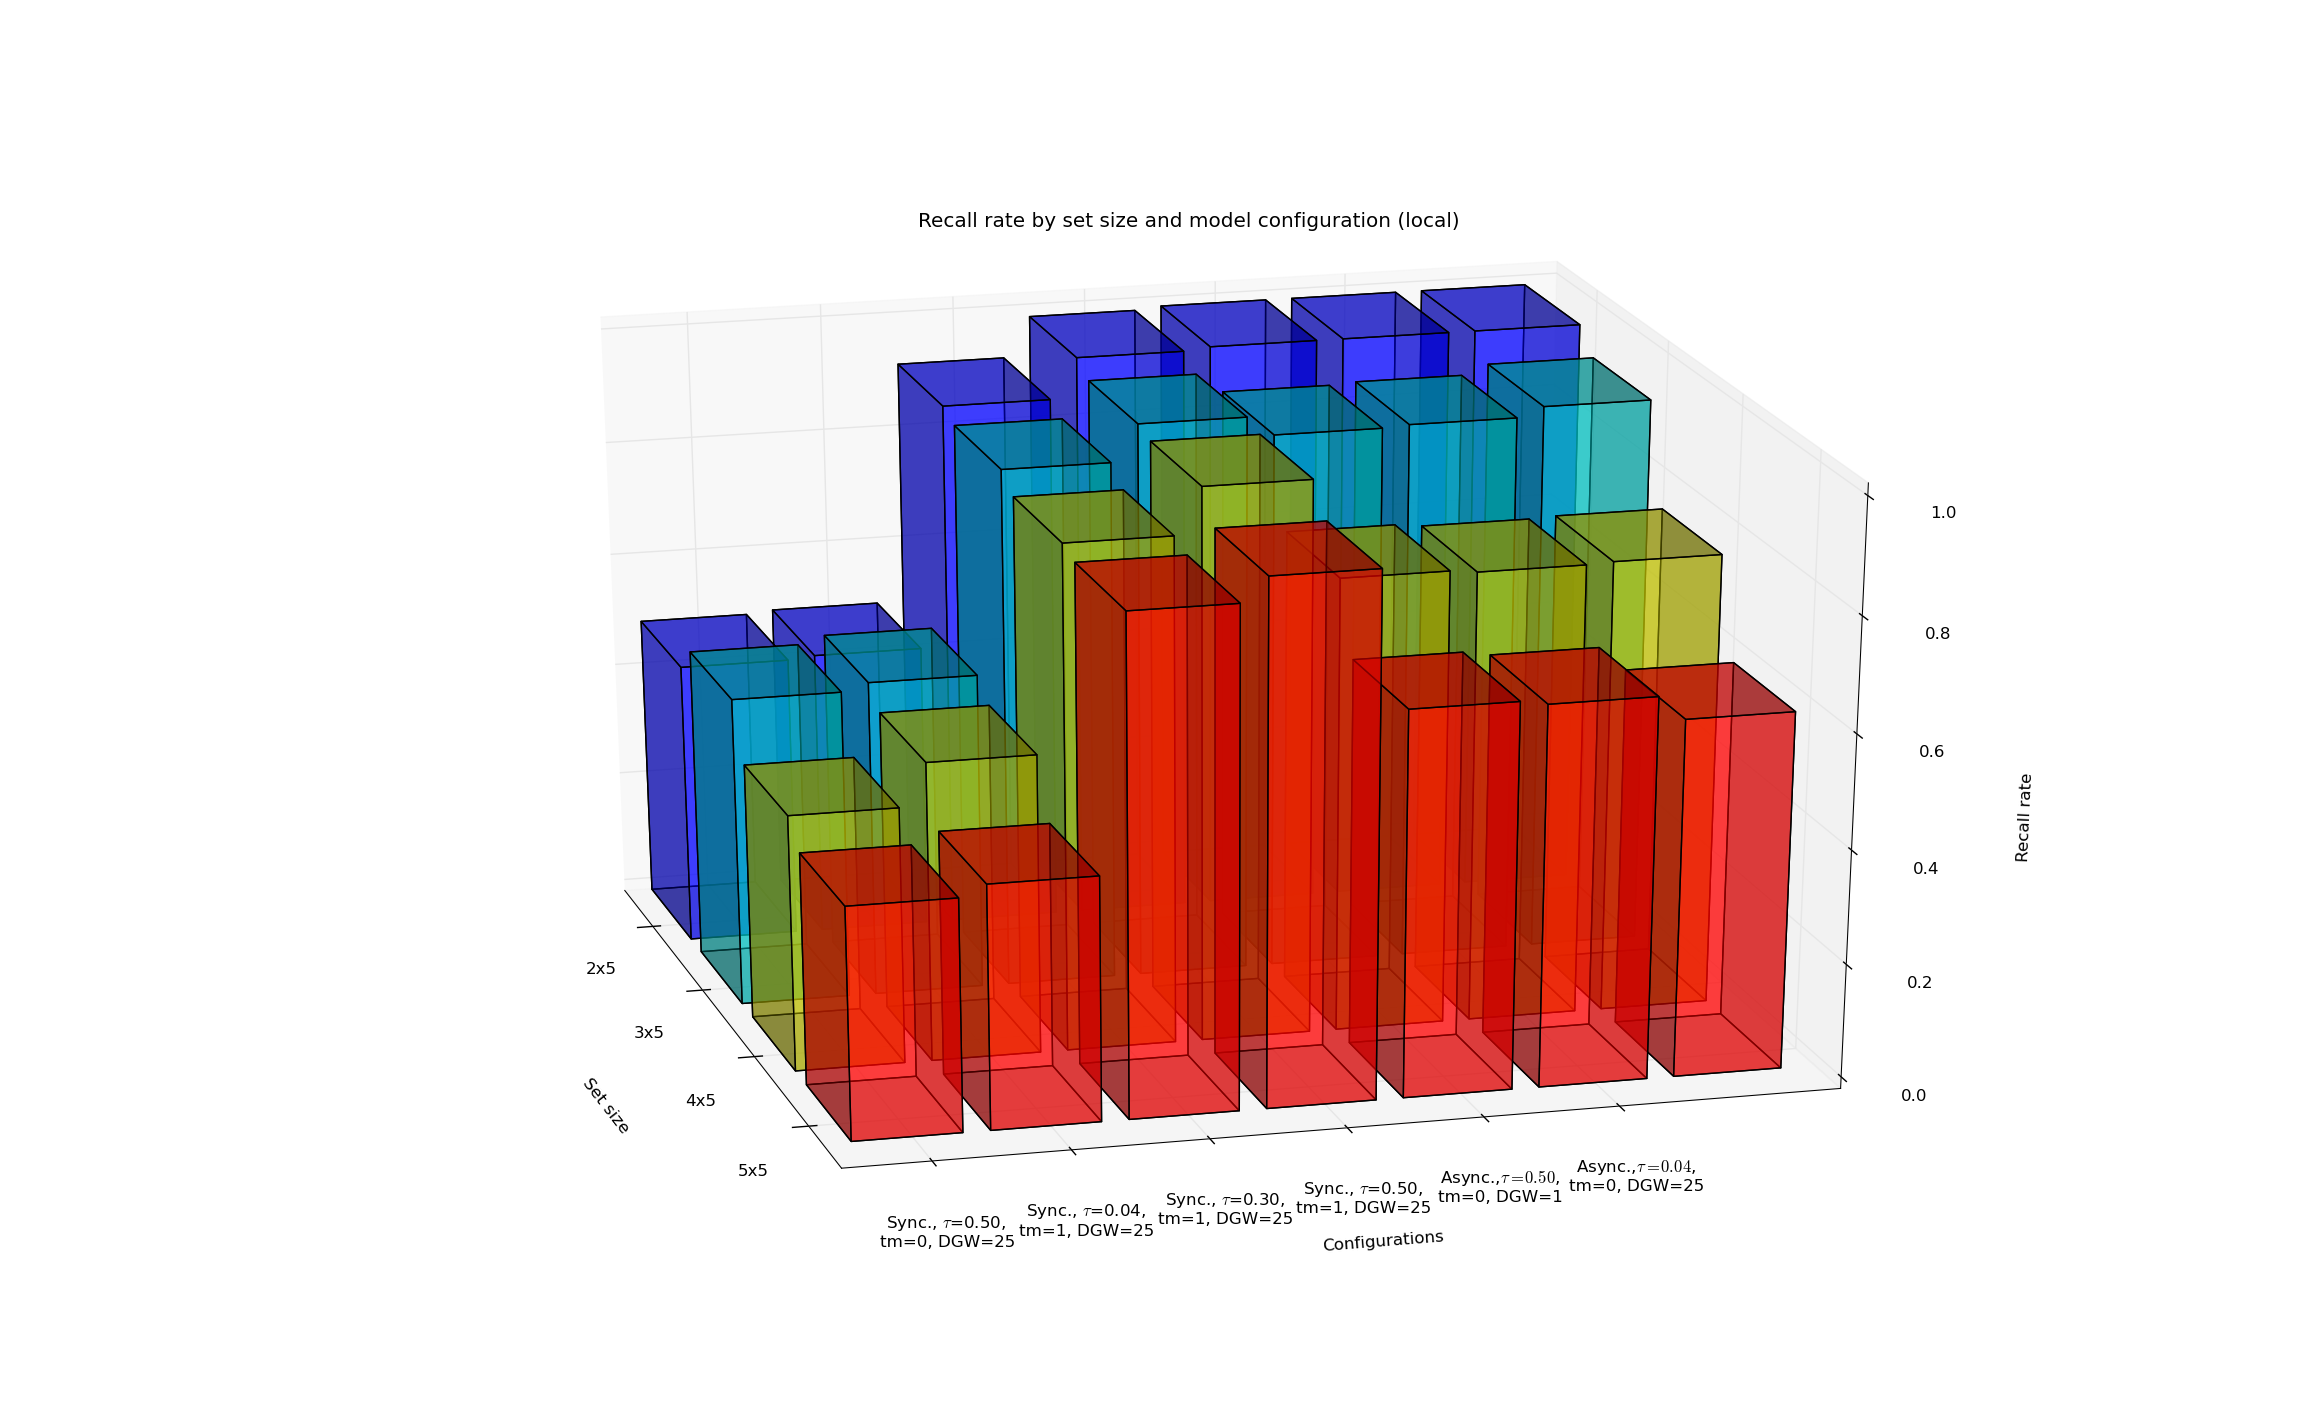 Recall rate by set size and model configuration (local)
1.0
0.8
0.6
0.4
0.2
0.0
Recall rate
2x5
3x5
4x5
5x5
Set size
Sync., τ=0.50,
tm=0, DGW=25
Sync., τ=0.04,
tm=1, DGW=25
Sync., τ=0.30,
tm=1, DGW=25
Sync., τ=0.50,
tm=1, DGW=25
Async.,τ=0.50,
tm=0, DGW=1
Async.,τ=0.04,
tm=0, DGW=25
Configurations